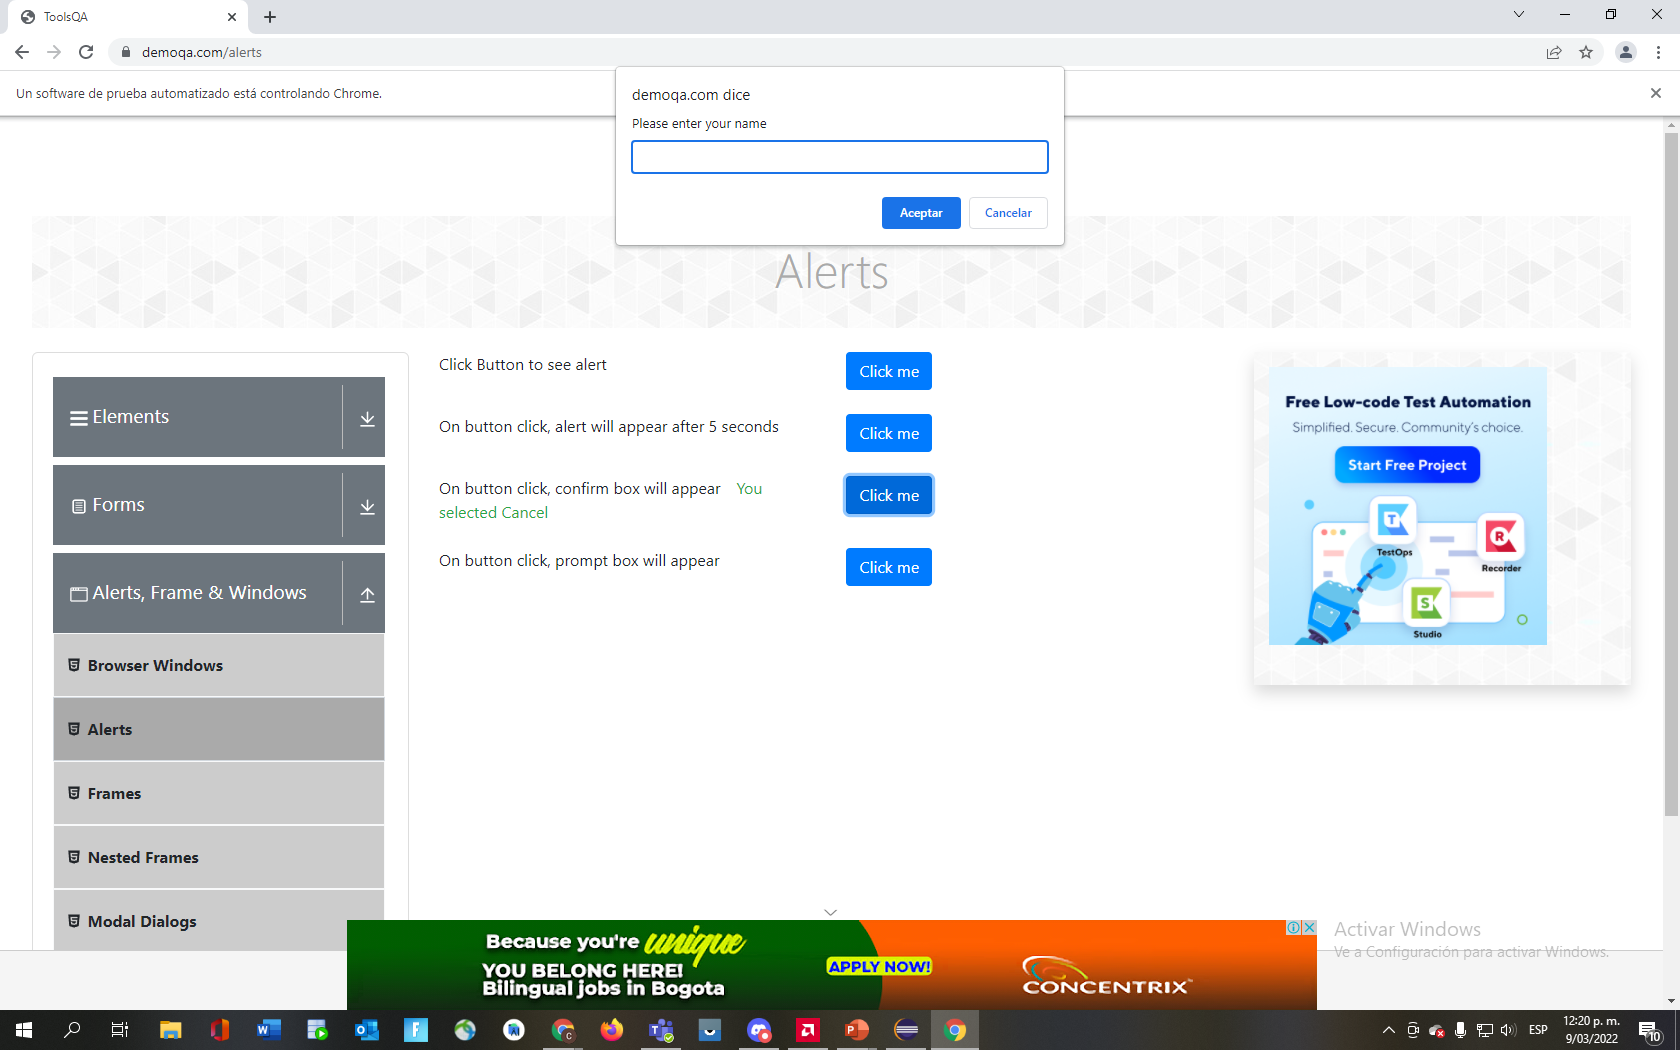 ToolsQA
demoqa.com/alerts
Un software de prueba automatizado está controlando Chrome.
demoqa.com dice
Please enter your name
Aceptar
Cancelar
Alerts
Elements
Forms
Alerts, Frame & Windows
Browser Windows
Alerts
Frames
Nested Frames
Modal Dialogs
Click Button to see alert
Click me
On button click, alert will appear after 5 seconds
Click me
On button click, confirm box will appear You
selected Cancel
Click me
On button click, prompt box will appear
Click me
Free Low-code Test Automation
Simplified. Secure. Community's choice.
Start Free Project
TestOps
Recorder
Studio
Because you're unique
YOU BELONG HERE!
Bilingual jobs in Bogota
APPLY NOW!
CONCENTRIX
Activar Windows
Ve a Configuración para activar Windows.
ESP
12:20 p. m.
9/03/2022
10